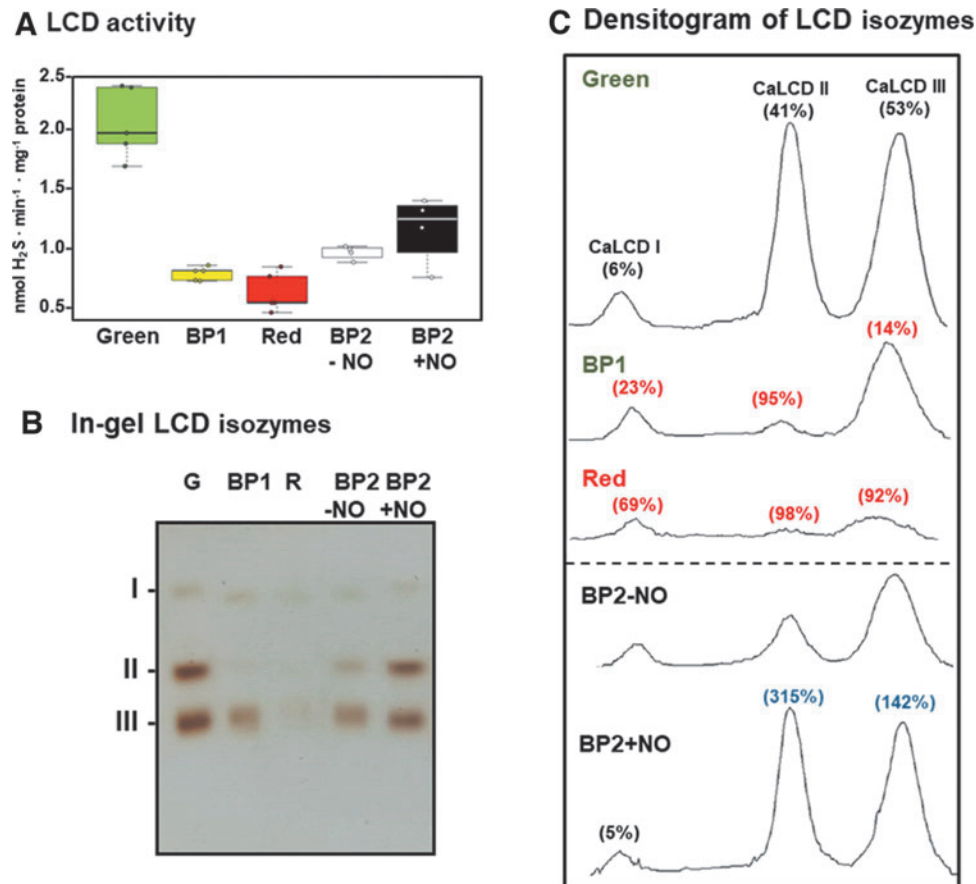 A LCD activity
nmol H₂S · min⁻¹ · mg⁻¹ protein
2.5
2.0
1.5
1.0
0.5
Green BP1 Red BP2 BP2
- NO +NO
B In-gel LCD isozymes
G BP1 R BP2 BP2
-NO +NO
I -
II -
III -
C Densitogram of LCD isozymes
Green
CaLCD II CaLCD III
(41%) (53%)
CaLCD I
(6%)
(14%)
BP1
(23%) (95%)
Red
(69%) (98%) (92%)
BP2-NO
(315%) (142%)
BP2+NO
(5%)